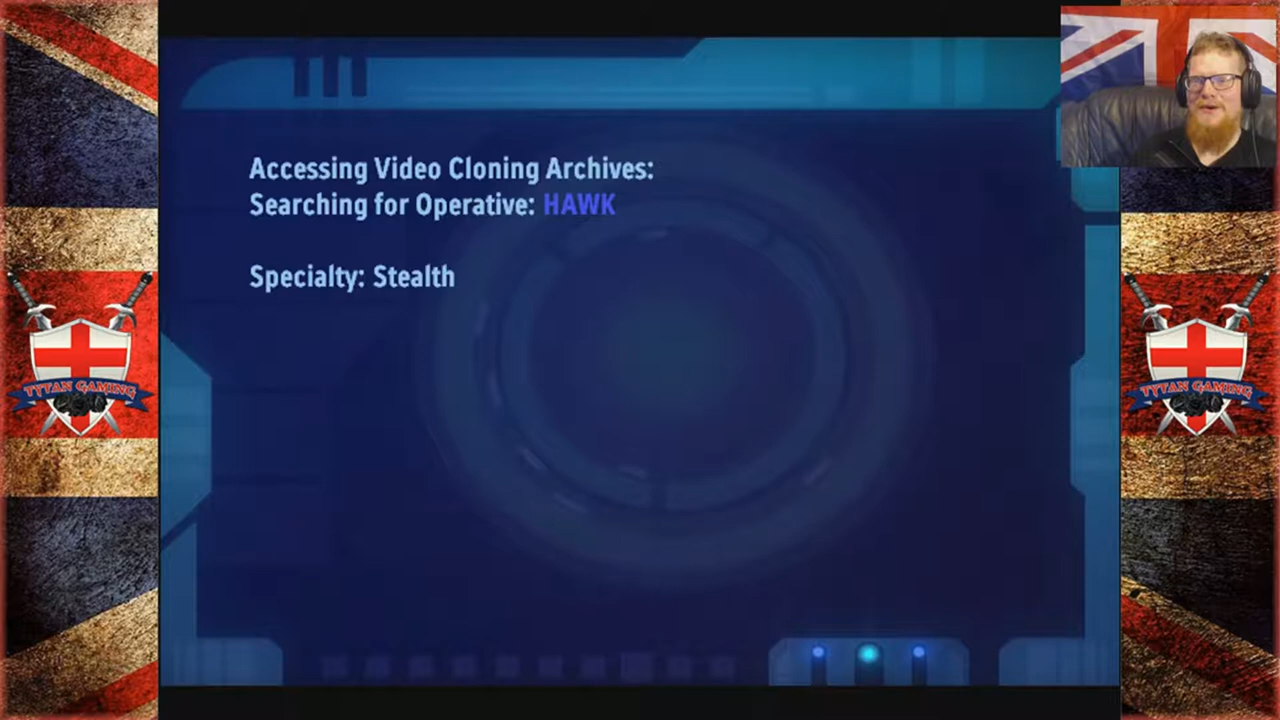 Accessing Video Cloning Archives:
Searching for Operative: HAWK
Specialty: Stealth
TYTAN GAMING
TYTAN GAMING